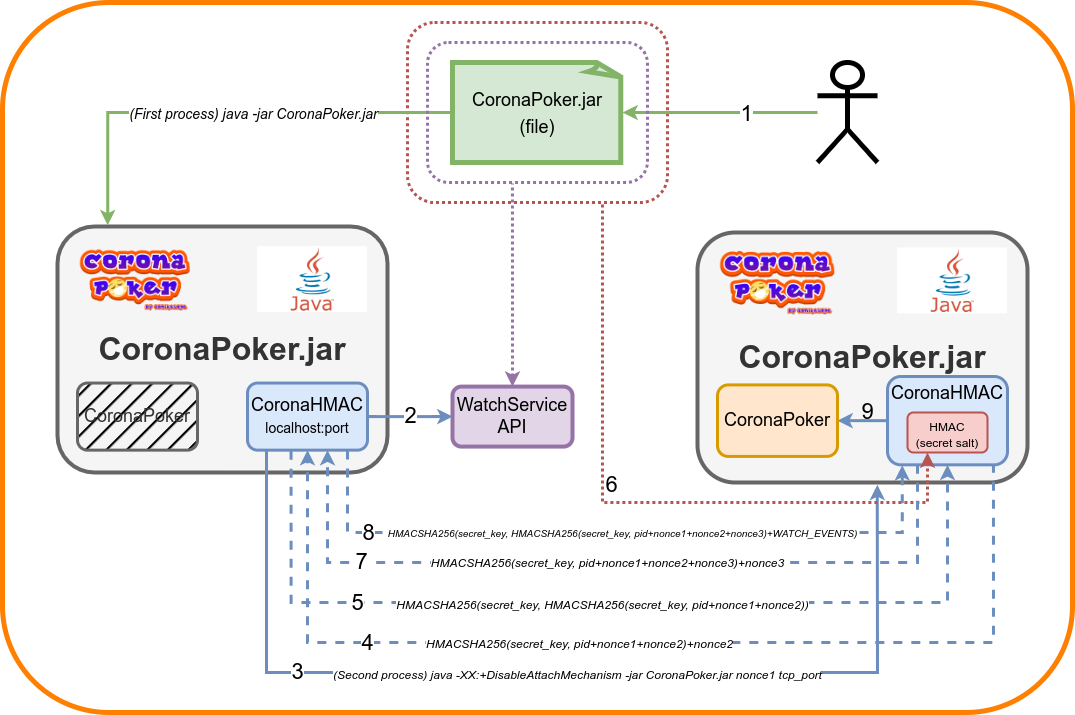 CoronaPoker.jar
(file)
1
(First process) java -jar CoronaPoker.jar
corona
poker
Java
CoronaPoker.jar
CoronaPoker
CoronaHMAC
localhost:port
2
WatchService
API
corona
poker
Java
CoronaPoker.jar
CoronaPoker
9
CoronaHMAC
HMAC
(secret salt)
6
8
HMACSHA256(secret_key, HMACSHA256(secret_key, pid+nonce1+nonce2+nonce3)+WATCH_EVENTS)
7
HMACSHA256(secret_key, pid+nonce1+nonce2+nonce3)+nonce3
5
HMACSHA256(secret_key, HMACSHA256(secret_key, pid+nonce1+nonce2))
4
HMACSHA256(secret_key, pid+nonce1+nonce2)+nonce2
3
(Second process) java -XX:+DisableAttachMechanism -jar CoronaPoker.jar nonce1 tcp_port